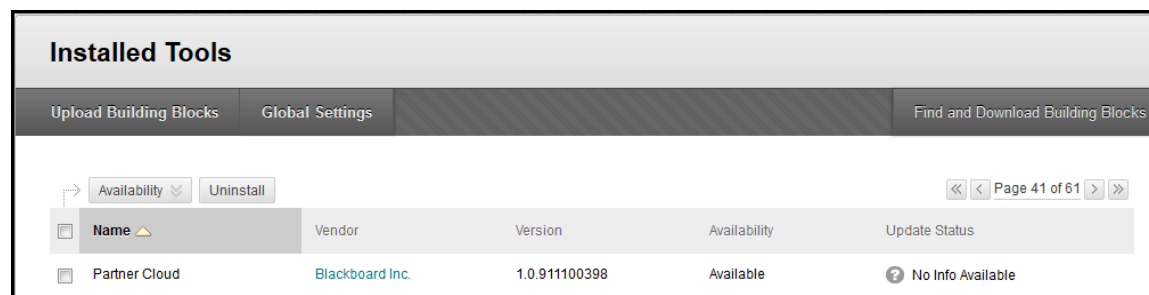 Installed Tools
Upload Building Blocks Global Settings Find and Download Building Blocks
Availability Uninstall Page 41 of 61
Name Vendor Version Availability Update Status
Partner Cloud Blackboard Inc. 1.0.911100398 Available ? No Info Available